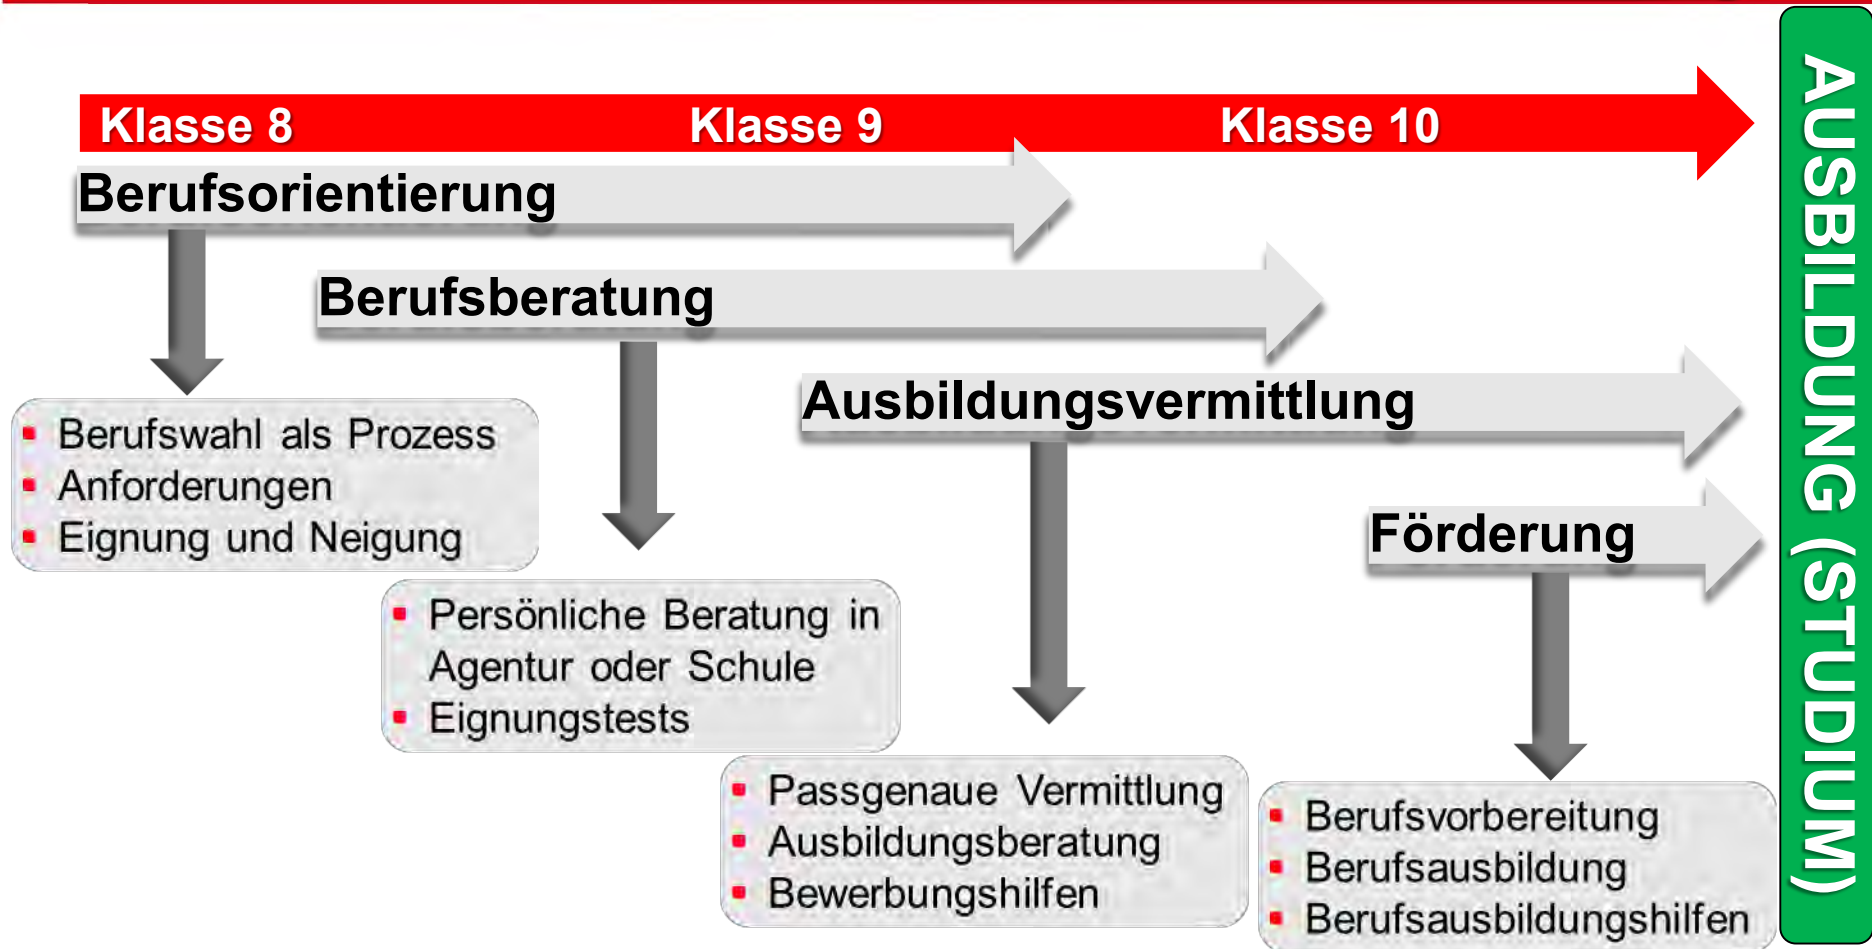 Klasse 8 Klasse 9 Klasse 10
Berufsorientierung
Berufsberatung
Ausbildungsvermittlung
Förderung
Berufswahl als Prozess
Anforderungen
Eignung und Neigung
Persönliche Beratung in
Agentur oder Schule
Eignungstests
Passgenaue Vermittlung
Ausbildungsberatung
Bewerbungshilfen
Berufsvorbereitung
Berufsausbildung
Berufsausbildungshilfen
AUSBILDUNG (STUDIUM)